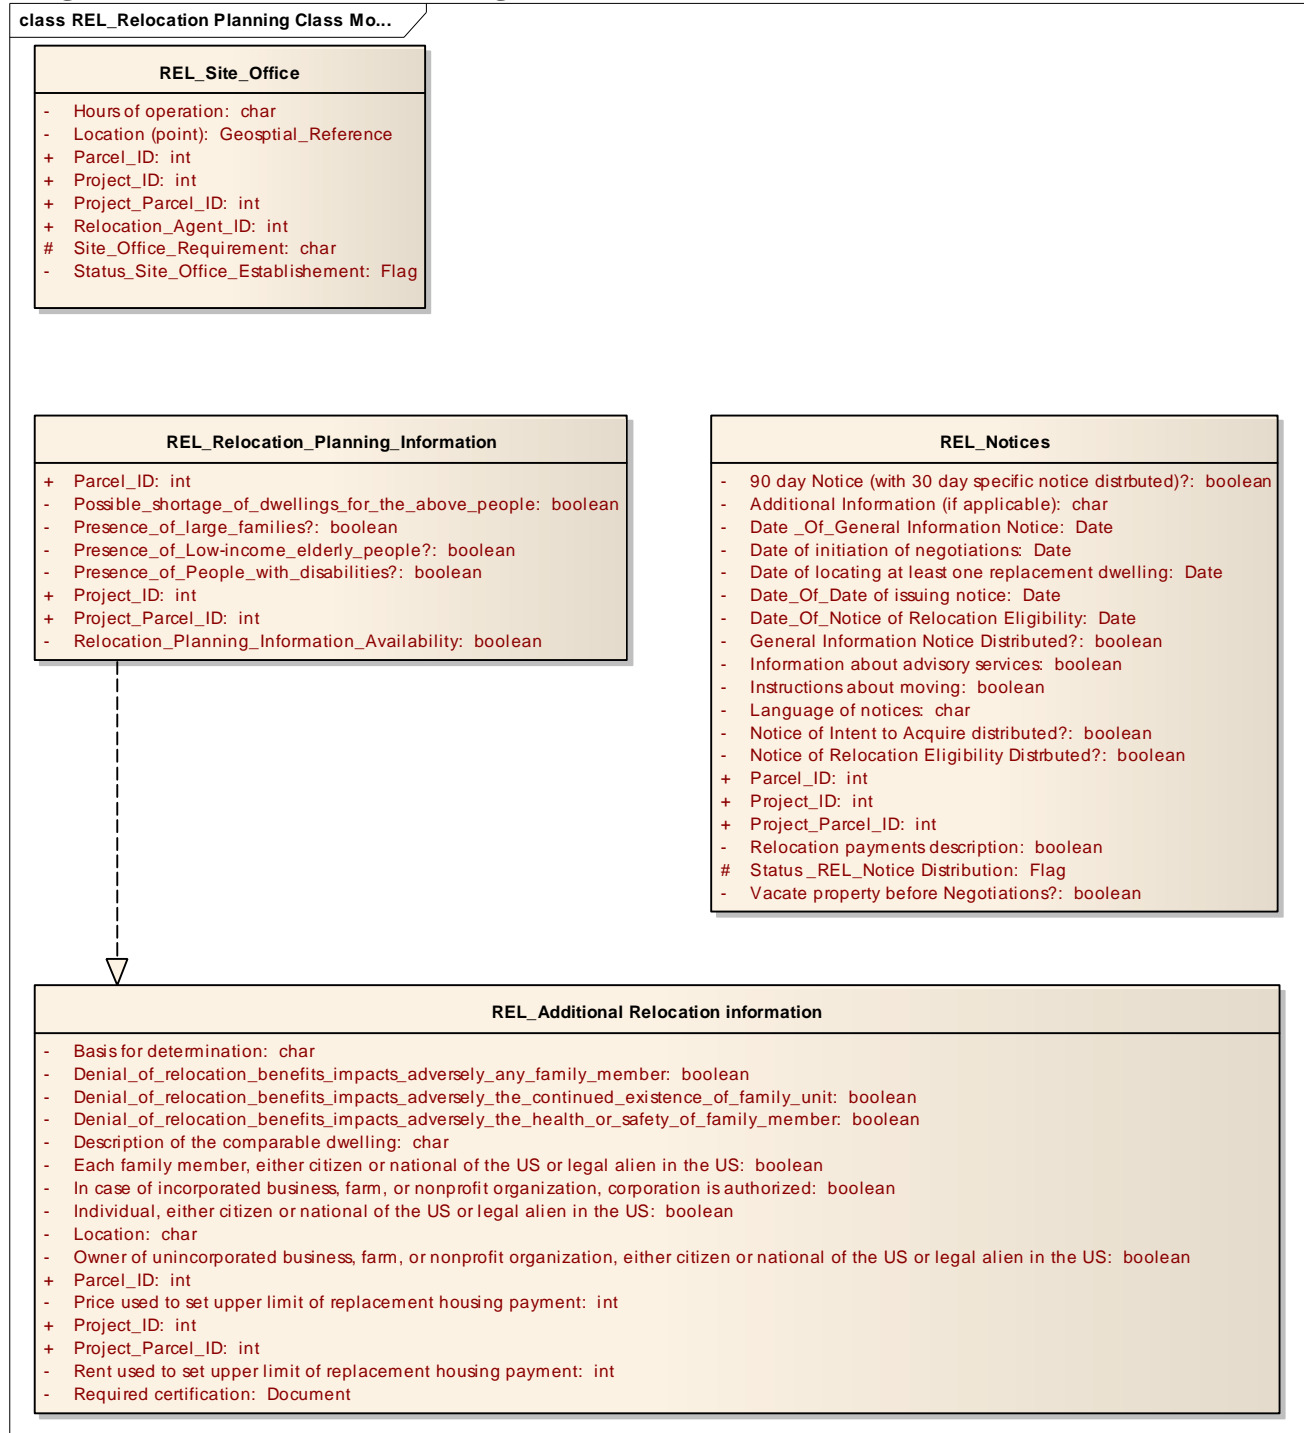 class REL_Relocation Planning Class Mo...
REL_Site_Office
- Hours of operation: char
- Location (point): Geosptial_Reference
+ Parcel_ID: int
+ Project_ID: int
+ Project_Parcel_ID: int
+ Relocation_Agent_ID: int
# Site_Office_Requirement: char
- Status_Site_Office_Establishement: Flag
REL_Relocation_Planning_Information
+ Parcel_ID: int
- Possible_shortage_of_dwellings_for_the_above_people: boolean
- Presence_of_large_families?: boolean
- Presence_of_Low-income_elderly_people?: boolean
- Presence_of_People_with_disabilities?: boolean
+ Project_ID: int
+ Project_Parcel_ID: int
- Relocation_Planning_Information_Availability: boolean
REL_Notices
- 90 day Notice (with 30 day specific notice distrbuted)?: boolean
- Additional Information (if applicable): char
- Date _Of_General Information Notice: Date
- Date of initiation of negotiations: Date
- Date of locating at least one replacement dwelling: Date
- Date_Of_Date of issuing notice: Date
- Date_Of_Notice of Relocation Eligibility: Date
- General Information Notice Distributed?: boolean
- Information about advisory services: boolean
- Instructions about moving: boolean
- Language of notices: char
- Notice of Intent to Acquire distributed?: boolean
- Notice of Relocation Eligibility Distrbuted?: boolean
+ Parcel_ID: int
+ Project_ID: int
+ Project_Parcel_ID: int
- Relocation payments description: boolean
# Status _REL_Notice Distribution: Flag
- Vacate property before Negotiations?: boolean
REL_Additional Relocation information
- Basis for determination: char
- Denial_of_relocation_benefits_impacts_adversely_any_family_member: boolean
- Denial_of_relocation_benefits_impacts_adversely_the_continued_existence_of_family_unit: boolean
- Denial_of_relocation_benefits_impacts_adversely_the_health_or_safety_of_family_member: boolean
- Description of the comparable dwelling: char
- Each family member, either citizen or national of the US or legal alien in the US: boolean
- In case of incorporated business, farm, or nonprofit organization, corporation is authorized: boolean
- Individual, either citizen or national of the US or legal alien in the US: boolean
- Location: char
- Owner of unincorporated business, farm, or nonprofit organization, either citizen or national of the US or legal alien in the US: boolean
+ Parcel_ID: int
- Price used to set upper limit of replacement housing payment: int
+ Project_ID: int
+ Project_Parcel_ID: int
- Rent used to set upper limit of replacement housing payment: int
- Required certification: Document